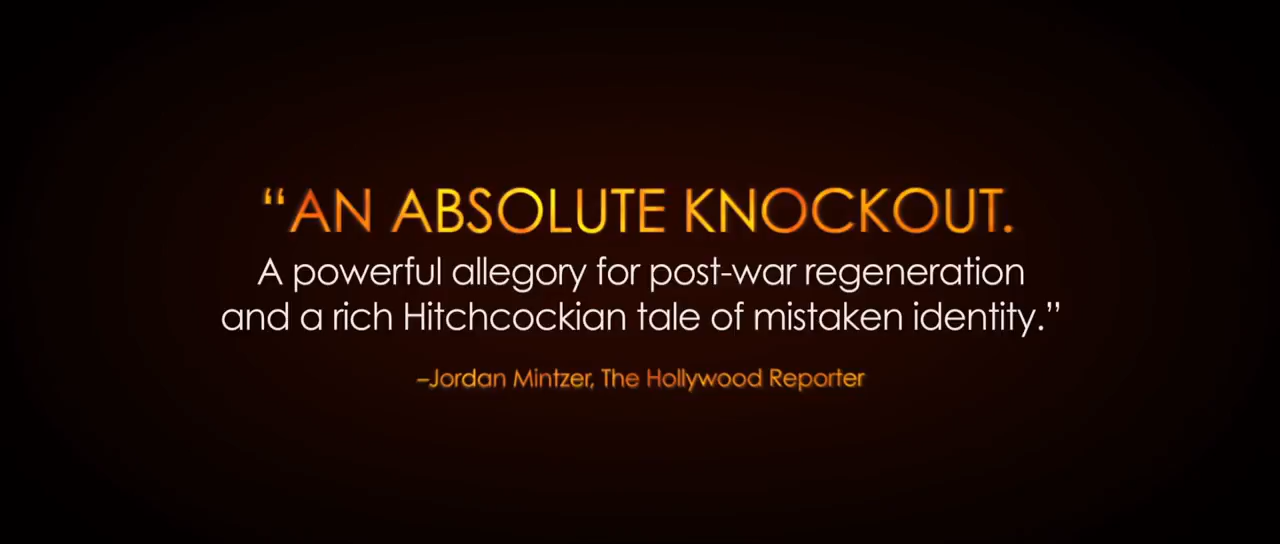 “AN ABSOLUTE KNOCKOUT.
A powerful allegory for post-war regeneration
and a rich Hitchcockian tale of mistaken identity.”
–Jordan Mintzer, The Hollywood Reporter